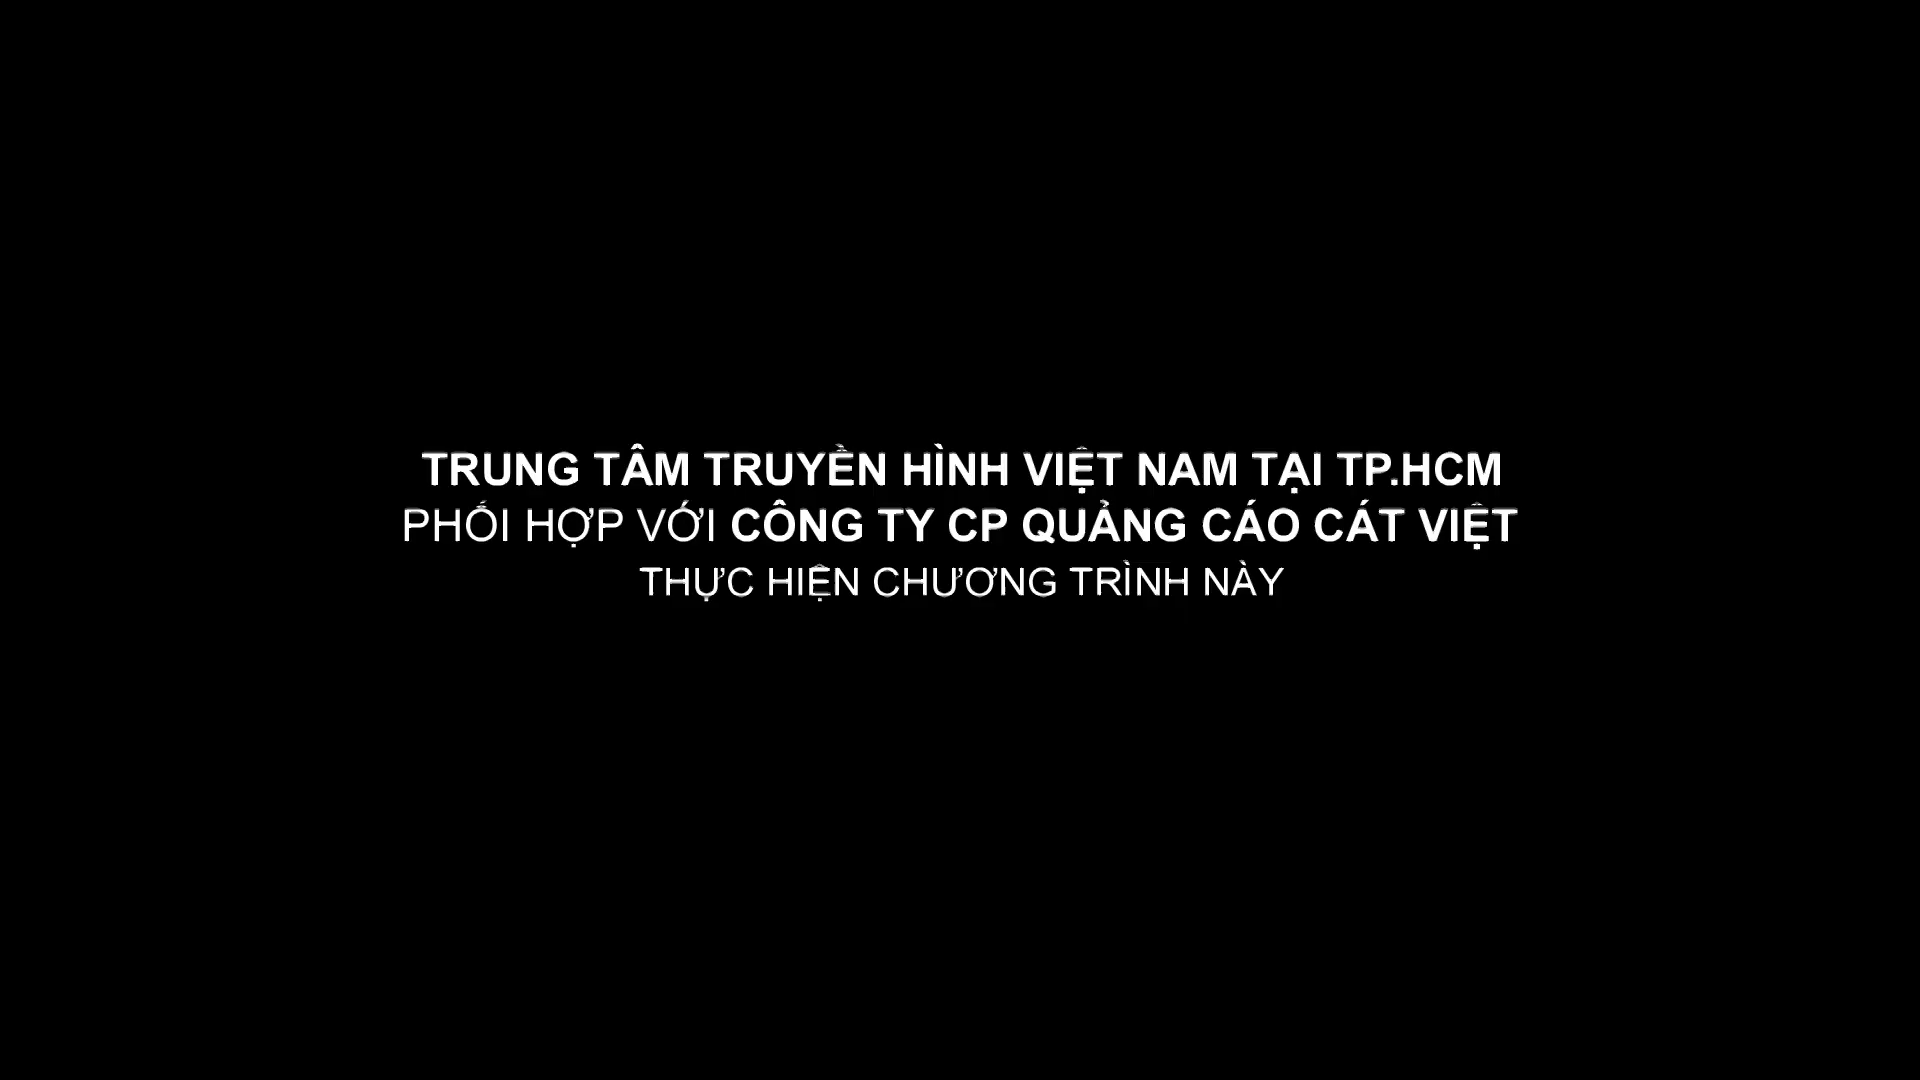 TRUNG TÂM TRUYỀN HÌNH VIỆT NAM TẠI TP.HCM
PHỐI HỢP VỚI CÔNG TY CP QUẢNG CÁO CÁT VIỆT
THỰC HIỆN CHƯƠNG TRÌNH NÀY